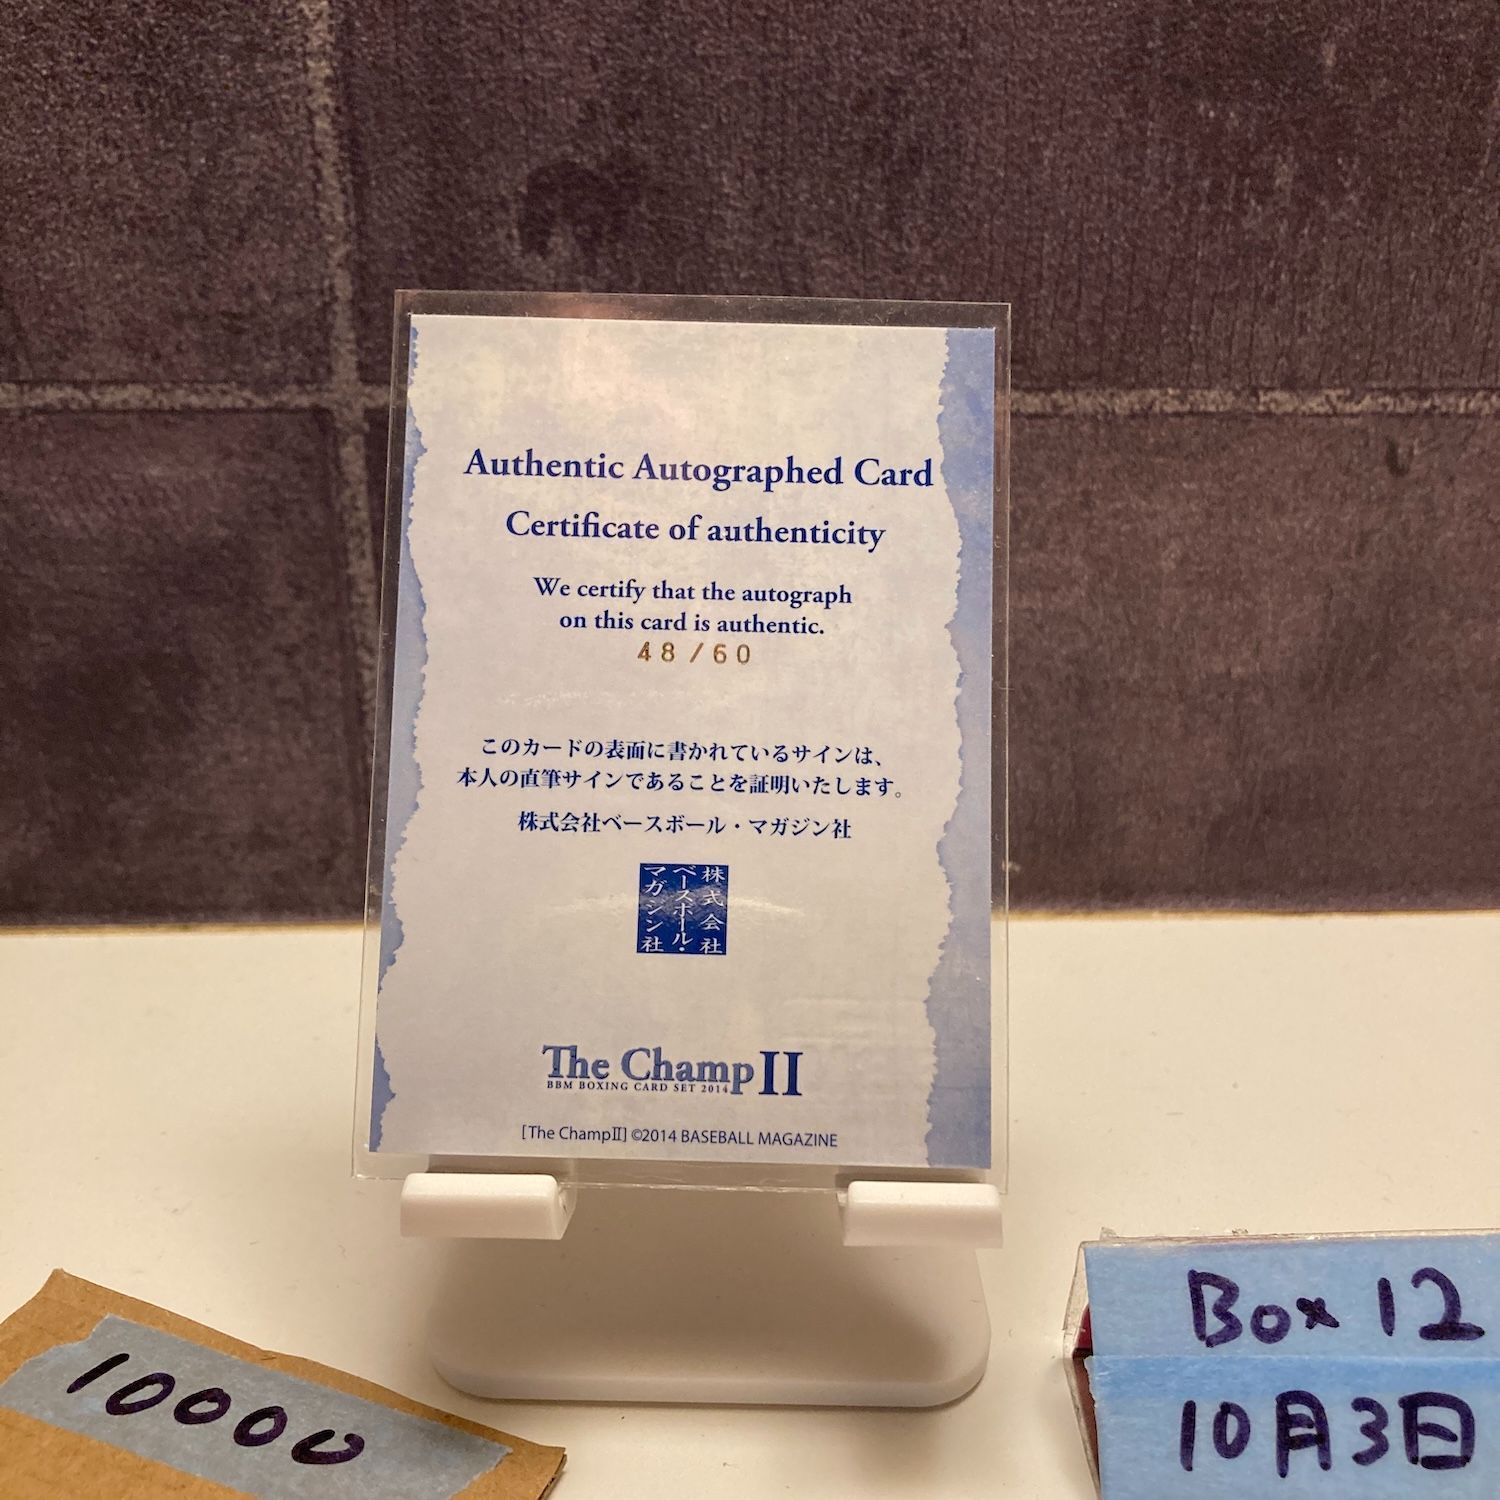 Authentic Autographed Card
Certificate of authenticity
We certify that the autograph
on this card is authentic.
48/60
このカードの表面に書かれているサインは、
本人の直筆サインであることを証明いたします。
株式会社ベースボール・マガジン社
株式会社
ベースボール・
マガジン社
The Champ II
BBM BOXING CARD SET 2014
[The ChampⅡ] ©2014 BASEBALL MAGAZINE
10000
Box 12
10月3日